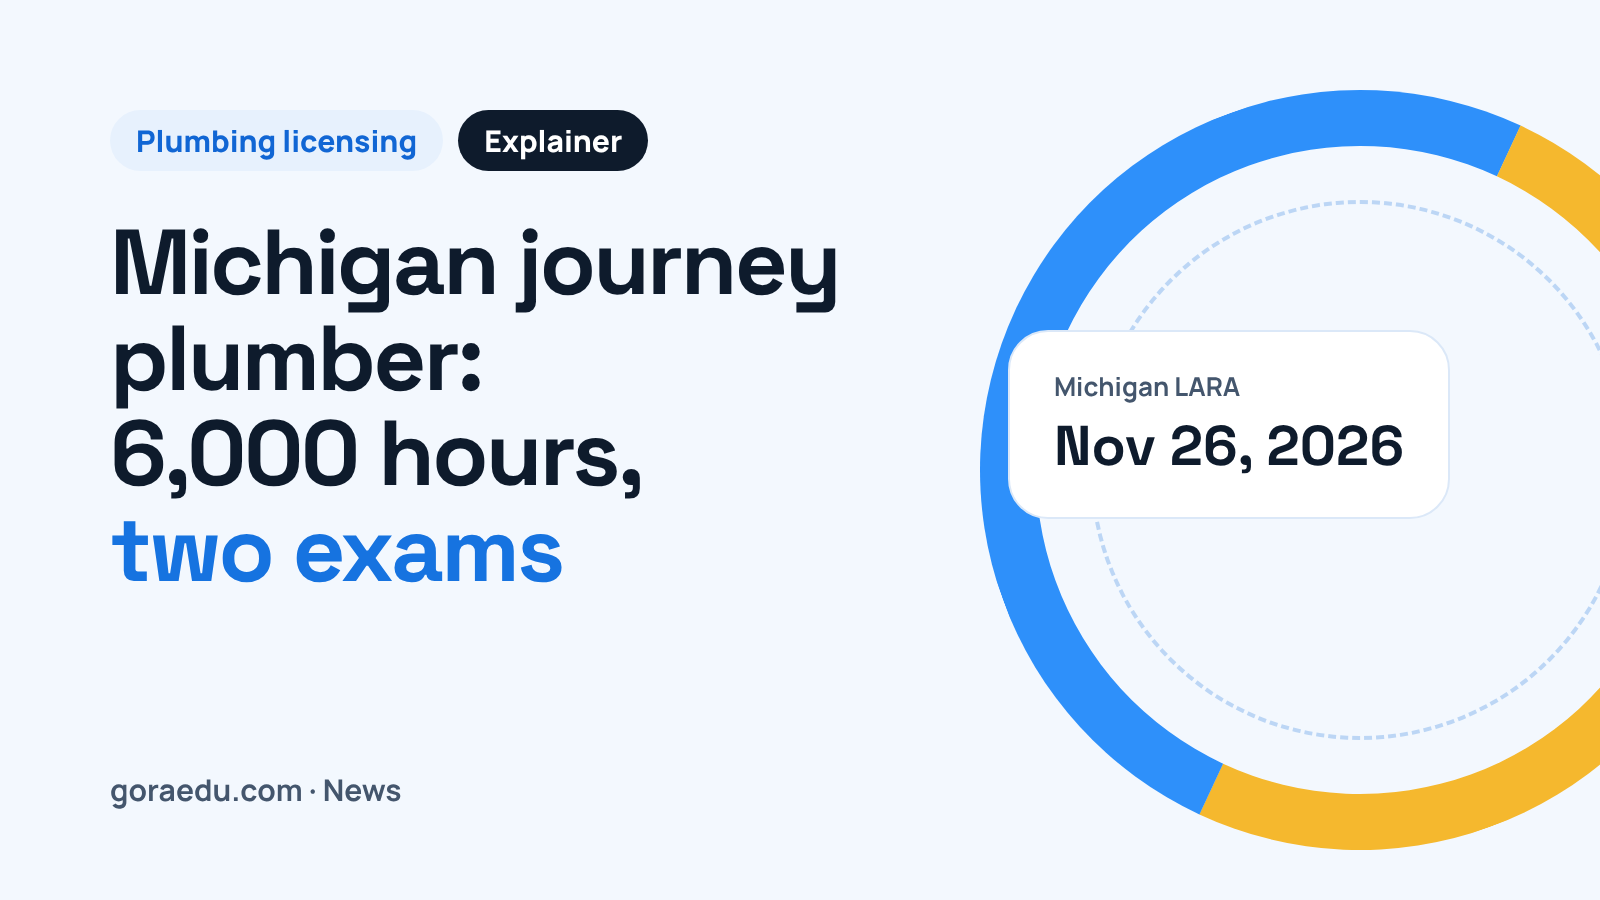 Plumbing licensing
Explainer
Michigan journey
plumber:
6,000 hours,
two exams
Michigan LARA
Nov 26, 2026
goraedu.com · News